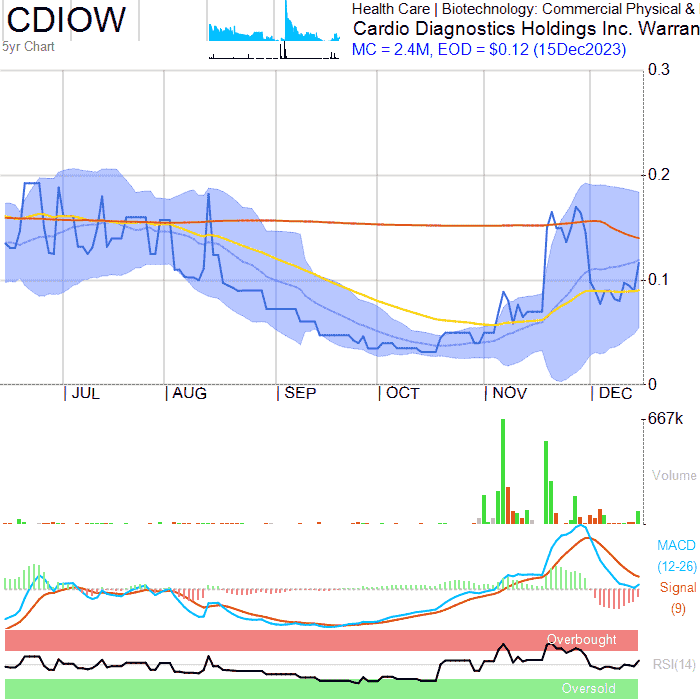 CDIOW
5yr Chart
Health Care | Biotechnology: Commercial Physual &
Cardio Diagnostics Holdings Inc. Warran
MC = 2.4M, EOD = $0.12 (15Dec2023)
0.3
0.2
0.1
0
JUL AUG SEP OCT NOV DEC
667k
Volume
MACD
(12-26)
Signal
(9)
Overbought
RSI(14)
Oversold